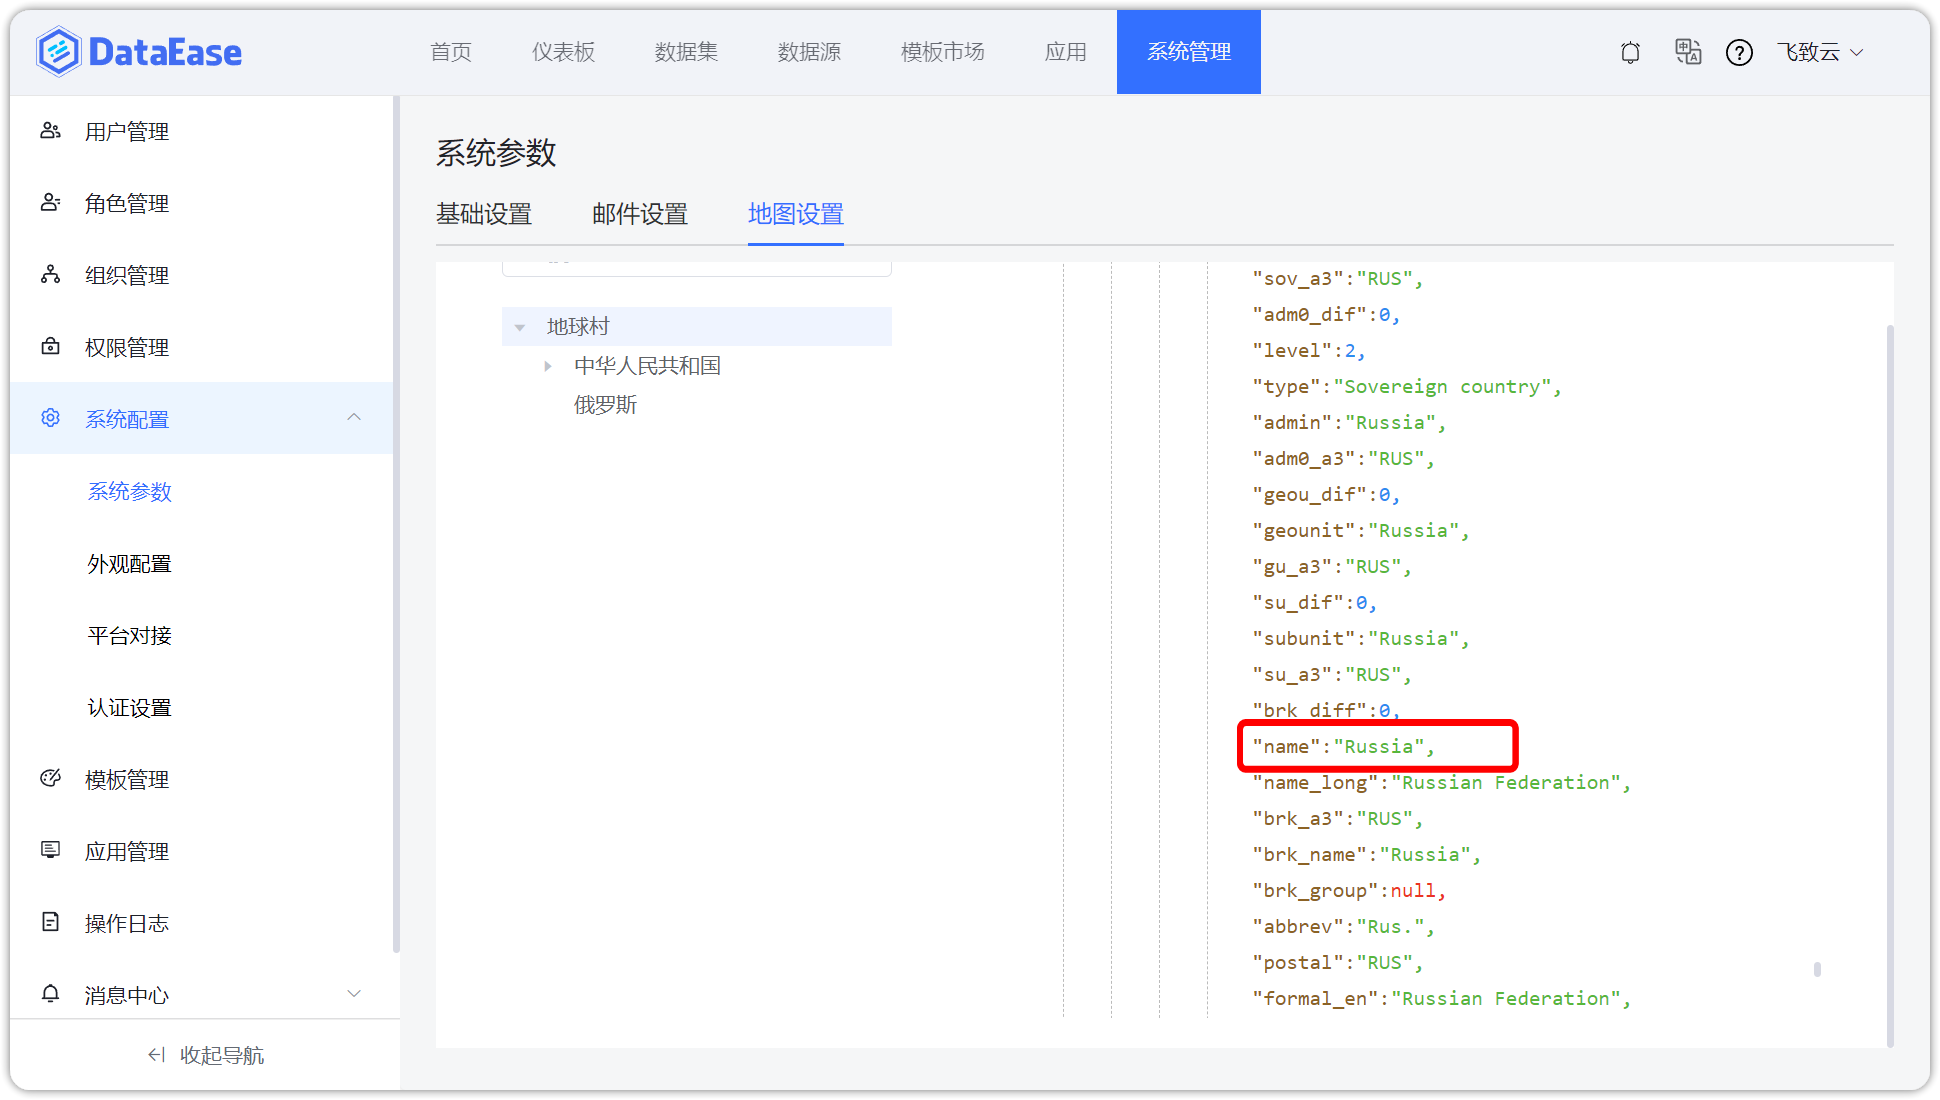 DataEase
首页 仪表板 数据集 数据源 模板市场 应用 系统管理
飞致云
用户管理
角色管理
组织管理
权限管理
系统配置
系统参数
外观配置
平台对接
认证设置
模板管理
应用管理
操作日志
消息中心
收起导航
系统参数
基础设置 邮件设置 地图设置
地球村
中华人民共和国
俄罗斯
"sov_a3":"RUS",
"adm0_dif":0,
"level":2,
"type":"Sovereign country",
"admin":"Russia",
"adm0_a3":"RUS",
"geou_dif":0,
"geounit":"Russia",
"gu_a3":"RUS",
"su_dif":0,
"subunit":"Russia",
"su_a3":"RUS",
"brk_diff":0,
"name":"Russia",
"name_long":"Russian Federation",
"brk_a3":"RUS",
"brk_name":"Russia",
"brk_group":null,
"abbrev":"Rus.",
"postal":"RUS",
"formal_en":"Russian Federation",